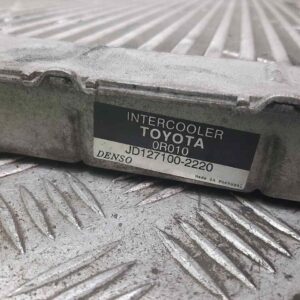 INTERCOOLER
TOYOTA
0R010
JD127100-2220
DENSO
Made in Portugal